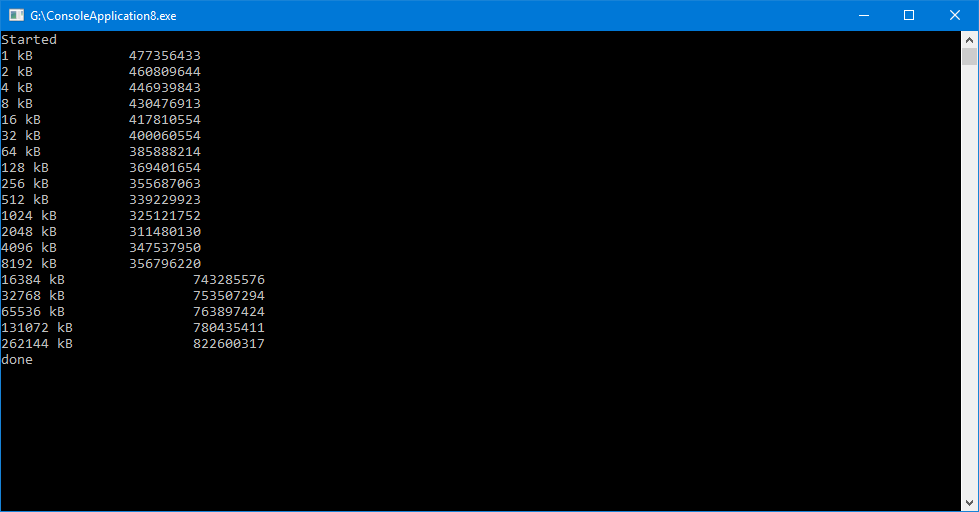 G:\ConsoleApplication8.exe
Started
1 kB 477356433
2 kB 460809644
4 kB 446939843
8 kB 430476913
16 kB 417810554
32 kB 400060554
64 kB 385888214
128 kB 369401654
256 kB 355687063
512 kB 339229923
1024 kB 325121752
2048 kB 311480130
4096 kB 347537950
8192 kB 356796220
16384 kB 743285576
32768 kB 753507294
65536 kB 763897424
131072 kB 780435411
262144 kB 822600317
done